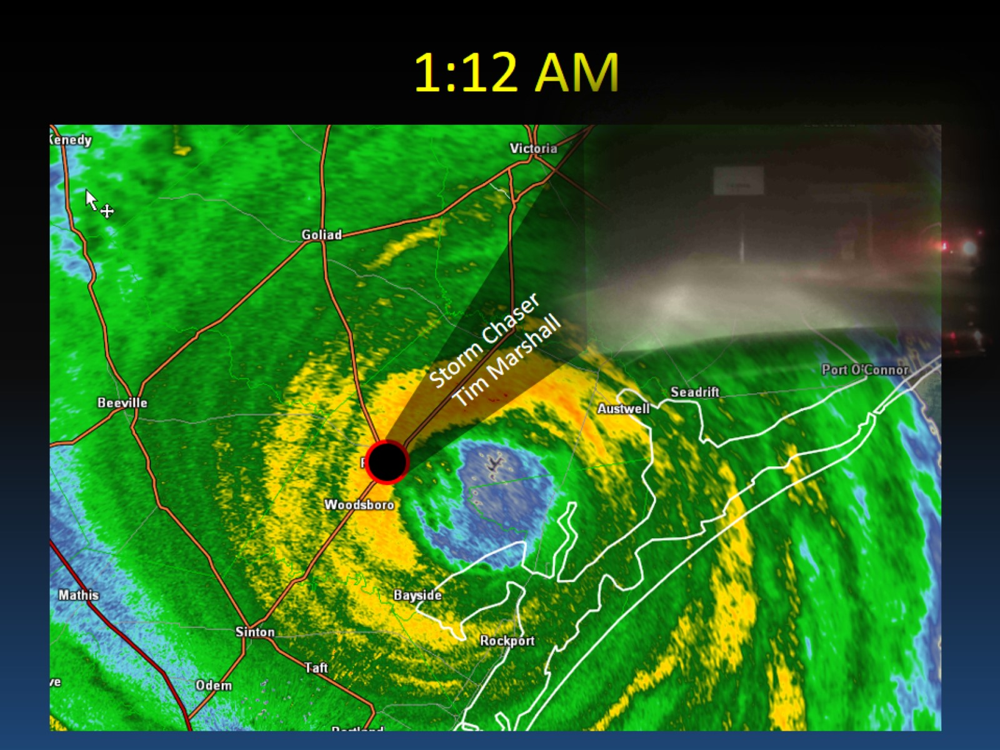 1:12 AM
Kenedy
Victoria
Goliad
Storm Chaser
Tim Marshall
Port O'Connor
Seadrift
Beeville
Austwell
Woodsboro
Mathis
Bayside
Sinton
Rockport
Taft
Odem
ve
Portland